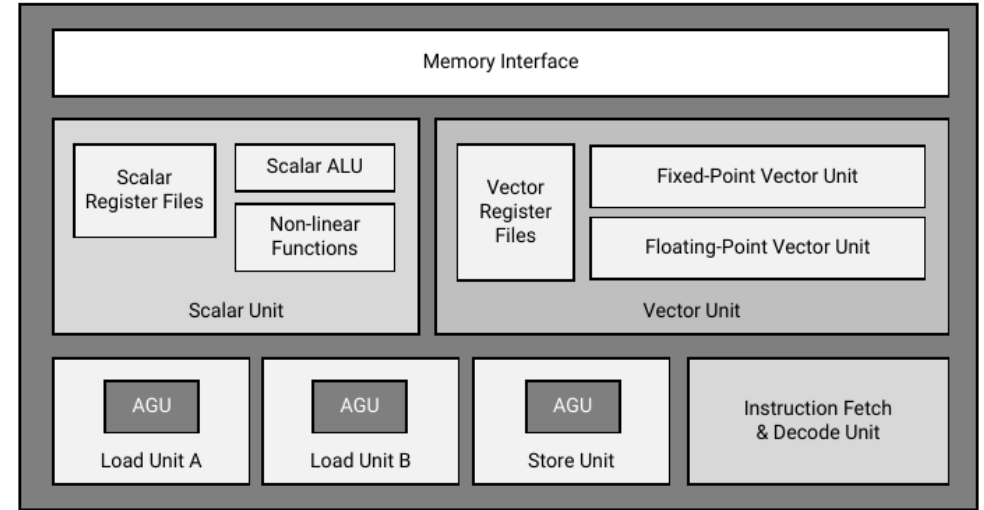 Memory Interface
Scalar
Register Files
Scalar ALU
Non-linear
Functions
Scalar Unit
Vector
Register
Files
Fixed-Point Vector Unit
Floating-Point Vector Unit
Vector Unit
AGU
Load Unit A
AGU
Load Unit B
AGU
Store Unit
Instruction Fetch
& Decode Unit